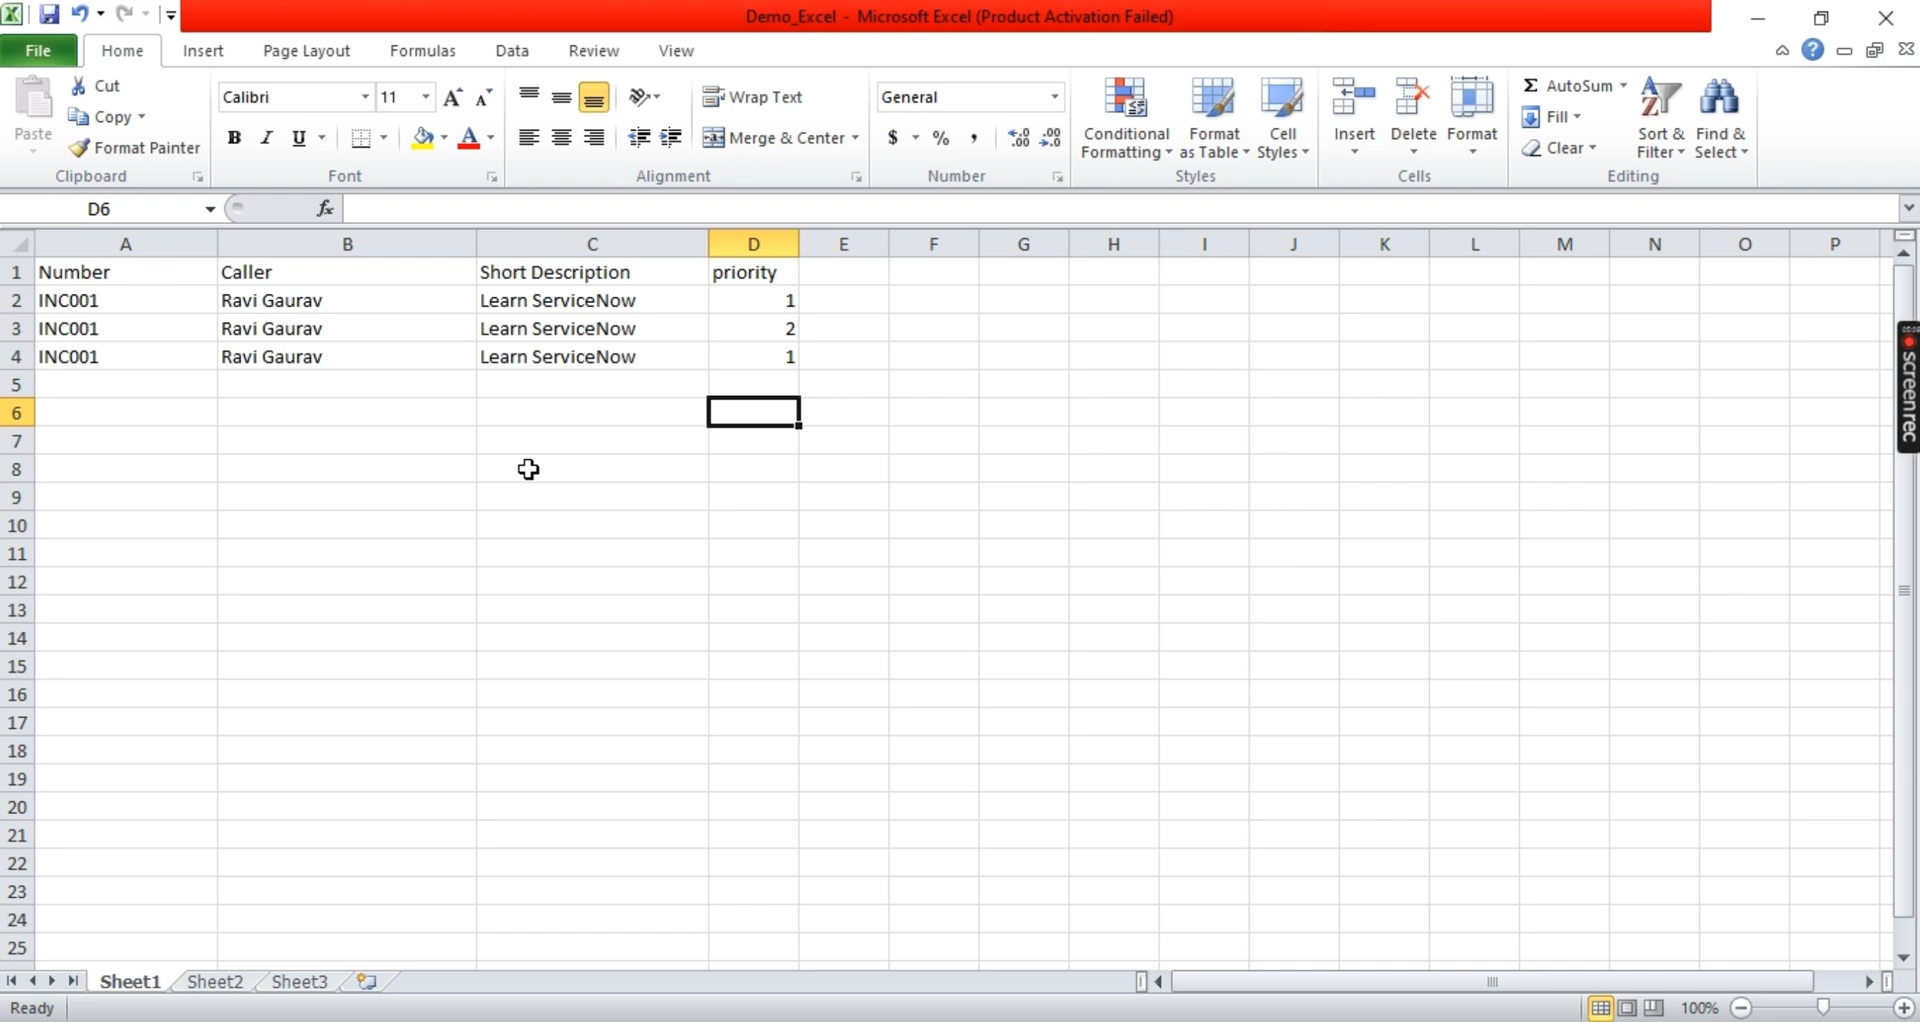 Demo_Excel - Microsoft Excel (Product Activation Failed)
File Home Insert Page Layout Formulas Data Review View
Paste
Cut
Copy
Format Painter
Clipboard
Calibri 11
B I U
Font
Wrap Text
Merge & Center
Alignment
General
$ % ,
Number
Conditional Formatting
Format as Table
Cell Styles
Styles
Insert Delete Format
Cells
Σ AutoSum
Fill
Clear
Sort & Filter
Find & Select
Editing
D6 fx
A B C D E F G H I J K L M N O P
1 Number Caller Short Description priority
2 INC001 Ravi Gaurav Learn ServiceNow 1
3 INC001 Ravi Gaurav Learn ServiceNow 2
4 INC001 Ravi Gaurav Learn ServiceNow 1
5
6
7
8
9
10
11
12
13
14
15
16
17
18
19
20
21
22
23
24
25
screenrec
Sheet1 Sheet2 Sheet3
Ready 100%